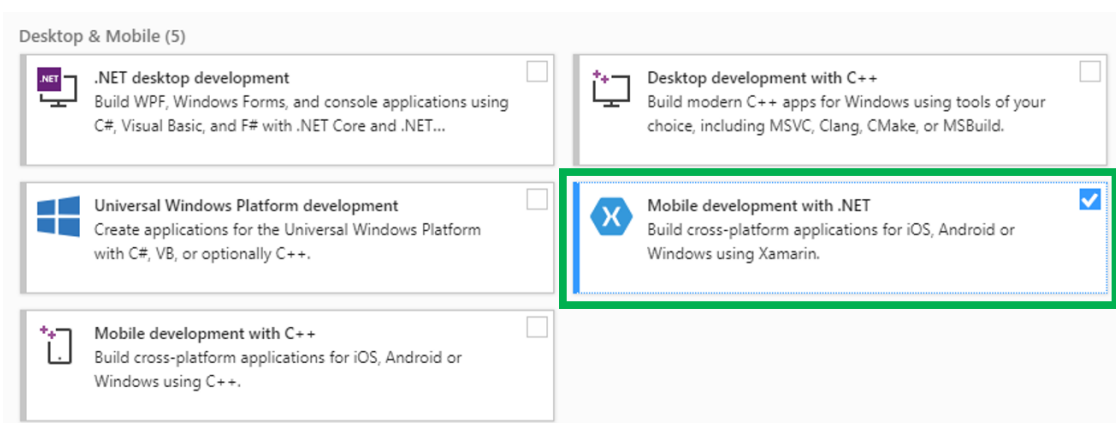 Desktop & Mobile (5)
.NET
.NET desktop development
Build WPF, Windows Forms, and console applications using
C#, Visual Basic, and F# with .NET Core and .NET...
Desktop development with C++
Build modern C++ apps for Windows using tools of your
choice, including MSVC, Clang, CMake, or MSBuild.
Universal Windows Platform development
Create applications for the Universal Windows Platform
with C#, VB, or optionally C++.
Mobile development with .NET
Build cross-platform applications for iOS, Android or
Windows using Xamarin.
Mobile development with C++
Build cross-platform applications for iOS, Android or
Windows using C++.